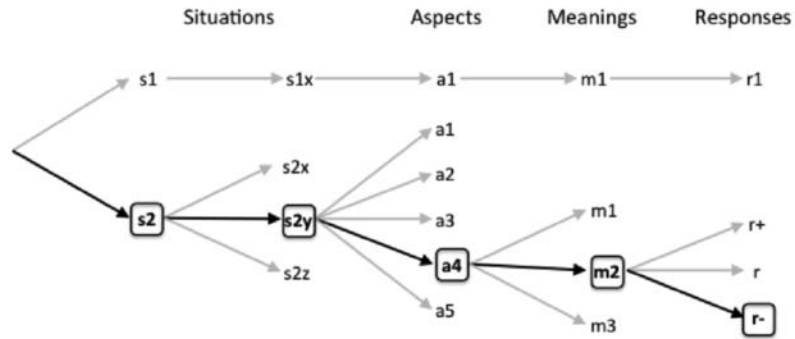 Situations Aspects Meanings Responses
s1 s1x a1 m1 r1
a1
s2x a2
s2 s2y a3 m1 r+
a4 m2 r
s2z
a5 m3 r-